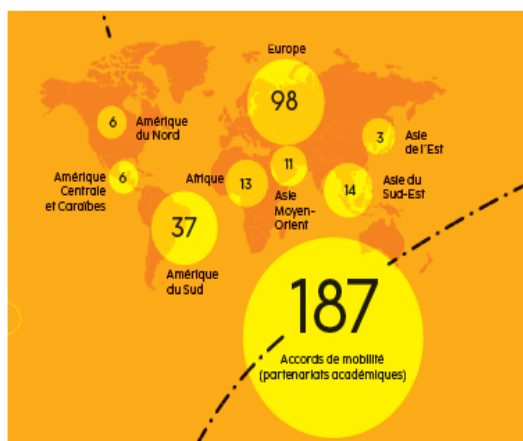 Europe
98
6
Amérique
du Nord
3
Asie
de l'Est
Amérique
Centrale
et Caraïbes
6
Afrique
13
11
Asie
Moyen-
Orient
14
Asie du
Sud-Est
37
Amérique
du Sud
187
Accords de mobilité
(partenariats académiques)